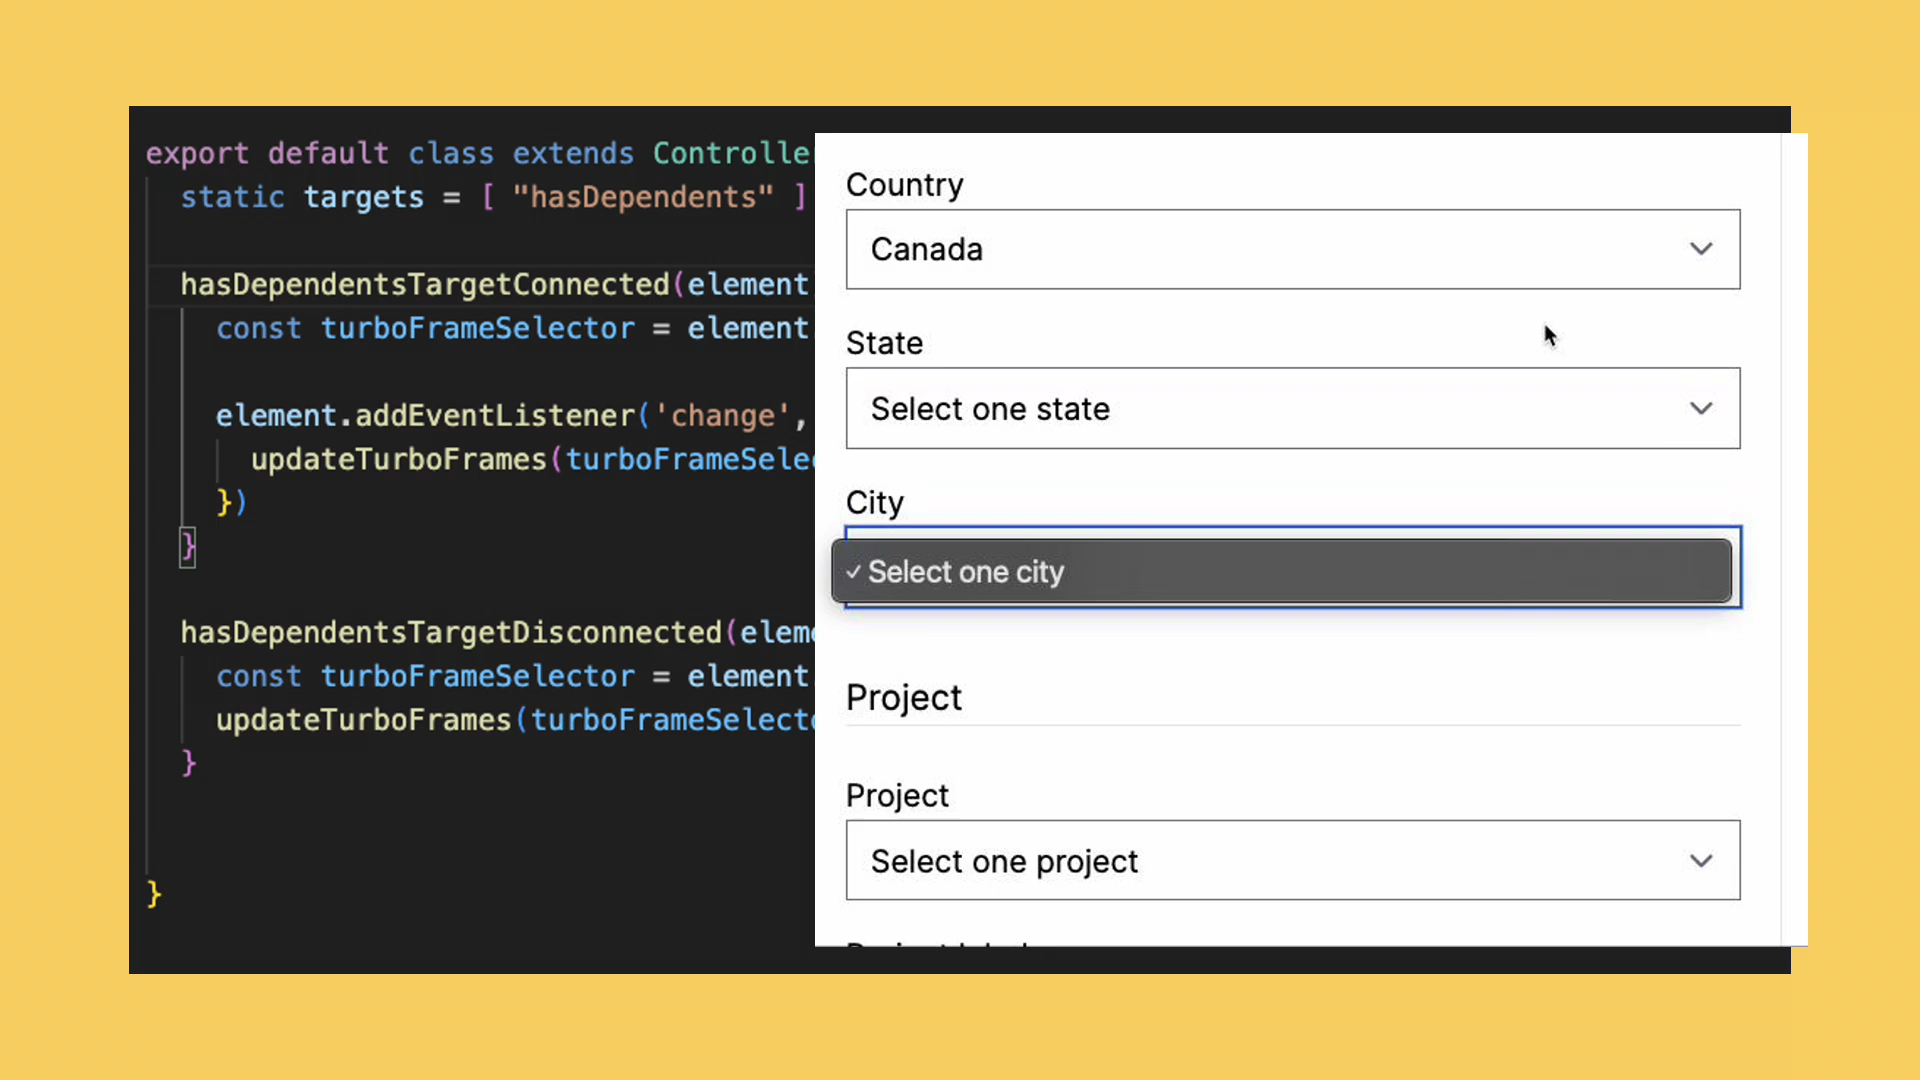 export default class extends Controlle
static targets = [ "hasDependents" ]
hasDependentsTargetConnected(element
const turboFrameSelector = element.
element.addEventListener('change',
updateTurboFrames(turboFrameSele
})
}
hasDependentsTargetDisconnected(elem
const turboFrameSelector = element.
updateTurboFrames(turboFrameSelect
}
}
Country
Canada
State
Select one state
City
✓ Select one city
Project
Project
Select one project